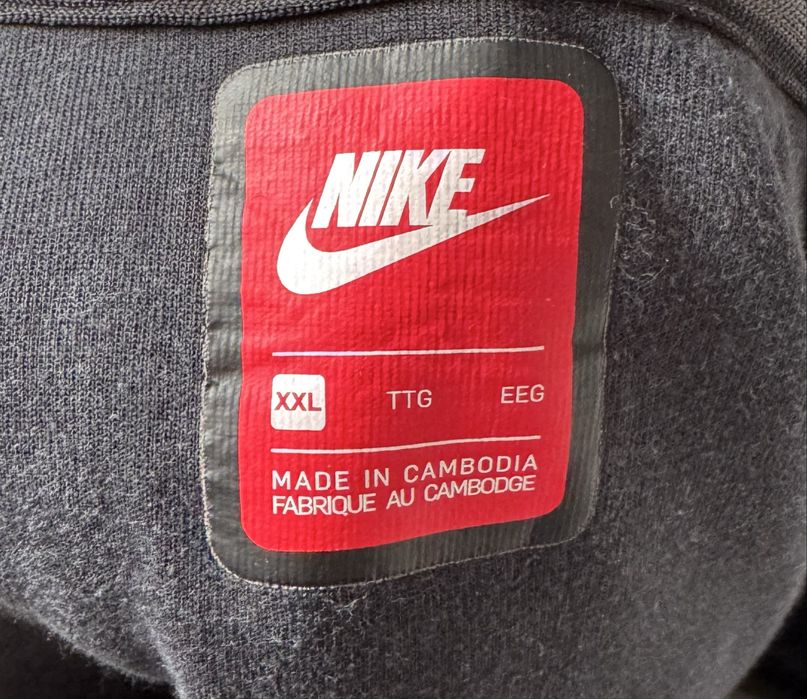 NIKE
XXL TTG EEG
MADE IN CAMBODIA
FABRIQUE AU CAMBODGE